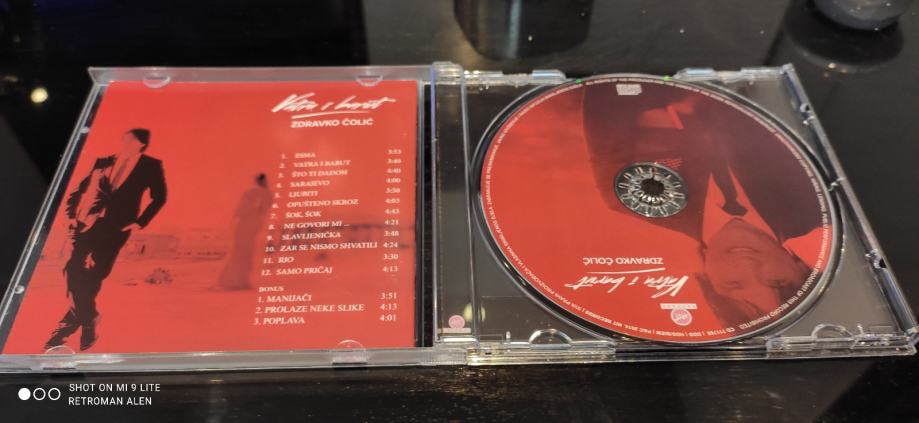 Vatra i barut
ZDRAVKO ČOLIĆ
1. ESMA 3:53
2. VATRA I BARUT 3:46
3. ŠTO TI DADOH 4:40
4. SARAJEVO 4:00
5. LJUBITI 3:50
6. OPUŠTENO SKROZ 4:03
7. ŠOK, ŠOK 4:43
8. NE GOVORI MI ... 4:21
9. SLAVLJENIČKA 3:48
10. ZAR SE NISMO SHVATILI 4:24
11. RIO 3:30
12. SAMO PRIČAJ 4:13
BONUS
1. MANIJAČI 3:51
2. PROLAZE NEKE SLIKE 4:13
3. POPLAVA 4:01
Vatra i barut
ZDRAVKO ČOLIĆ
SHOT ON MI 9 LITE
RETROMAN ALEN